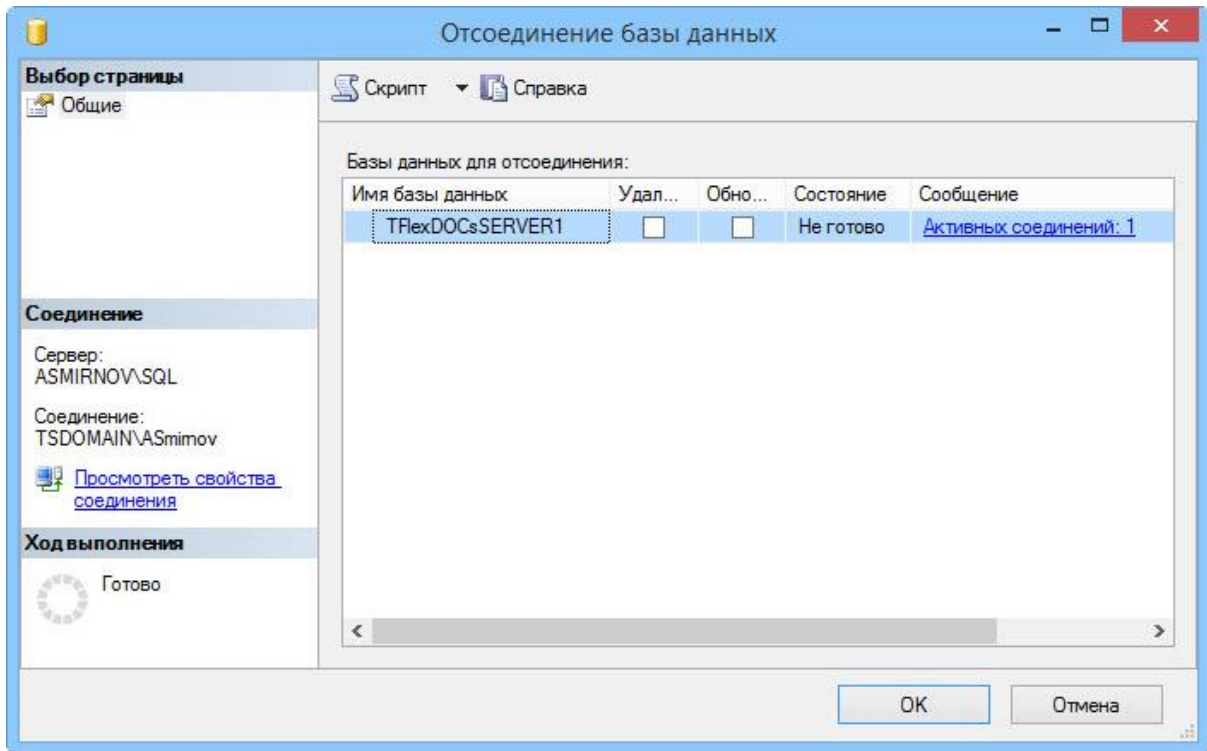 Отсоединение базы данных
Выбор страницы
Общие
Скрипт
Справка
Базы данных для отсоединения:
Имя базы данных Удал... Обно... Состояние Сообщение
TFlexDOCsSERVER1 Не готово Активных соединений: 1
Соединение
Сервер:
ASMIRNOV\SQL
Соединение:
TSDOMAIN\ASmirnov
Просмотреть свойства
соединения
Ход выполнения
Готово
OK
Отмена